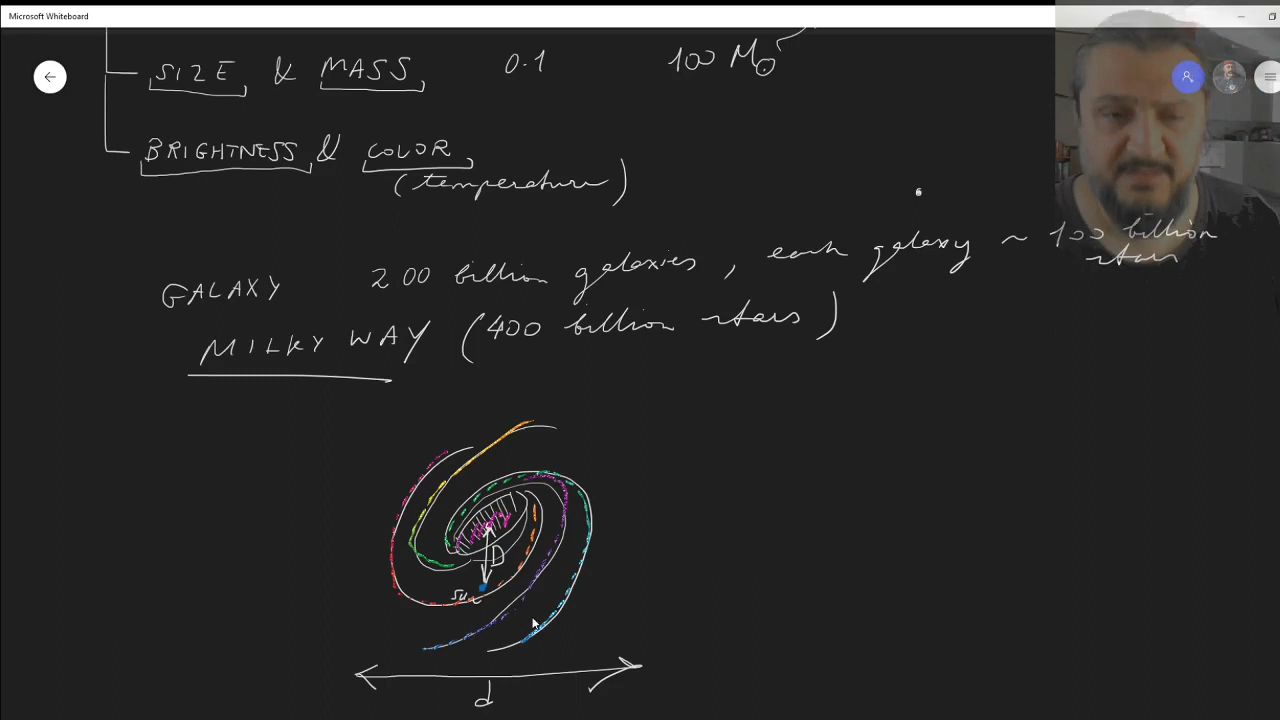 Microsoft Whiteboard
SIZE & MASS 0.1 100 M⊙
BRIGHTNESS & COLOR
(temperature)
GALAXY 200 billion galaxies, each galaxy ~ 100 billion
stars
MILKY WAY (400 billion stars)
D
Sun
d